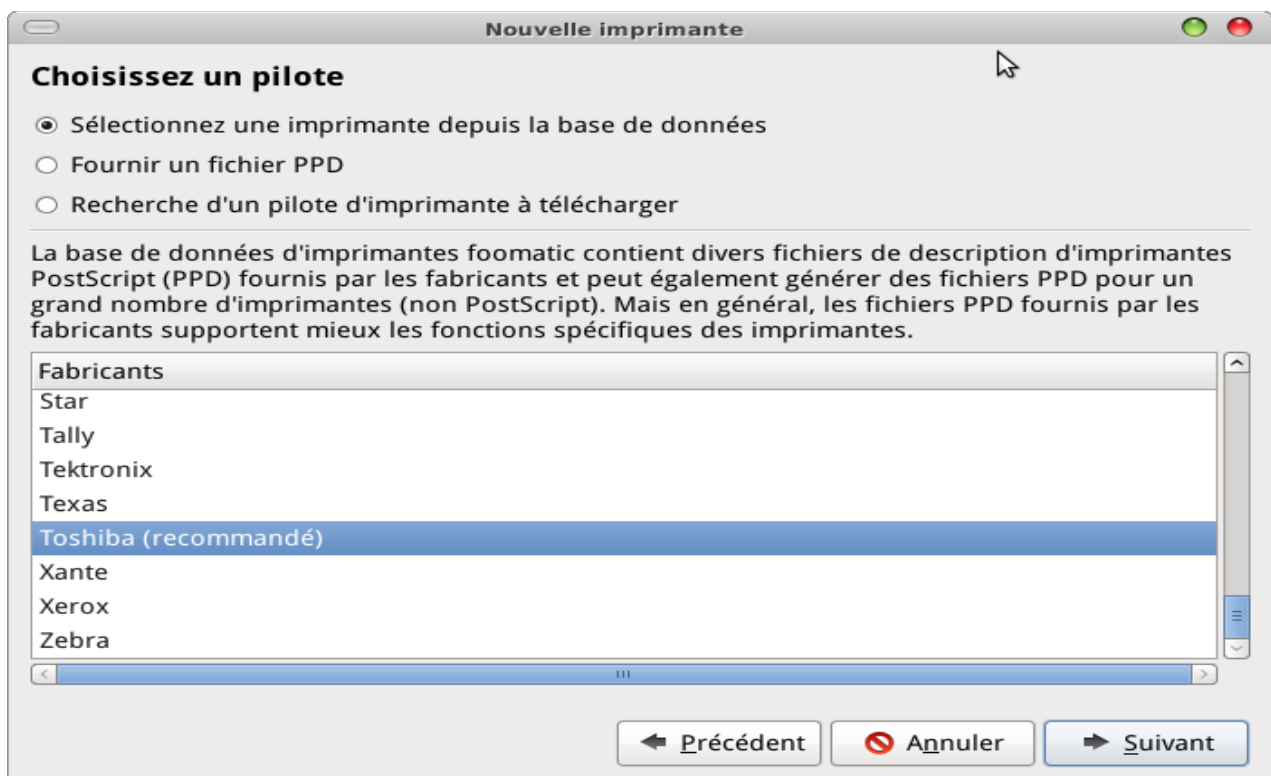 Nouvelle imprimante
Choisissez un pilote
Sélectionnez une imprimante depuis la base de données
Fournir un fichier PPD
Recherche d'un pilote d'imprimante à télécharger
La base de données d'imprimantes foomatic contient divers fichiers de description d'imprimantes
PostScript (PPD) fournis par les fabricants et peut également générer des fichiers PPD pour un
grand nombre d'imprimantes (non PostScript). Mais en général, les fichiers PPD fournis par les
fabricants supportent mieux les fonctions spécifiques des imprimantes.
Fabricants
Star
Tally
Tektronix
Texas
Toshiba (recommandé)
Xante
Xerox
Zebra
Précédent Annuler Suivant